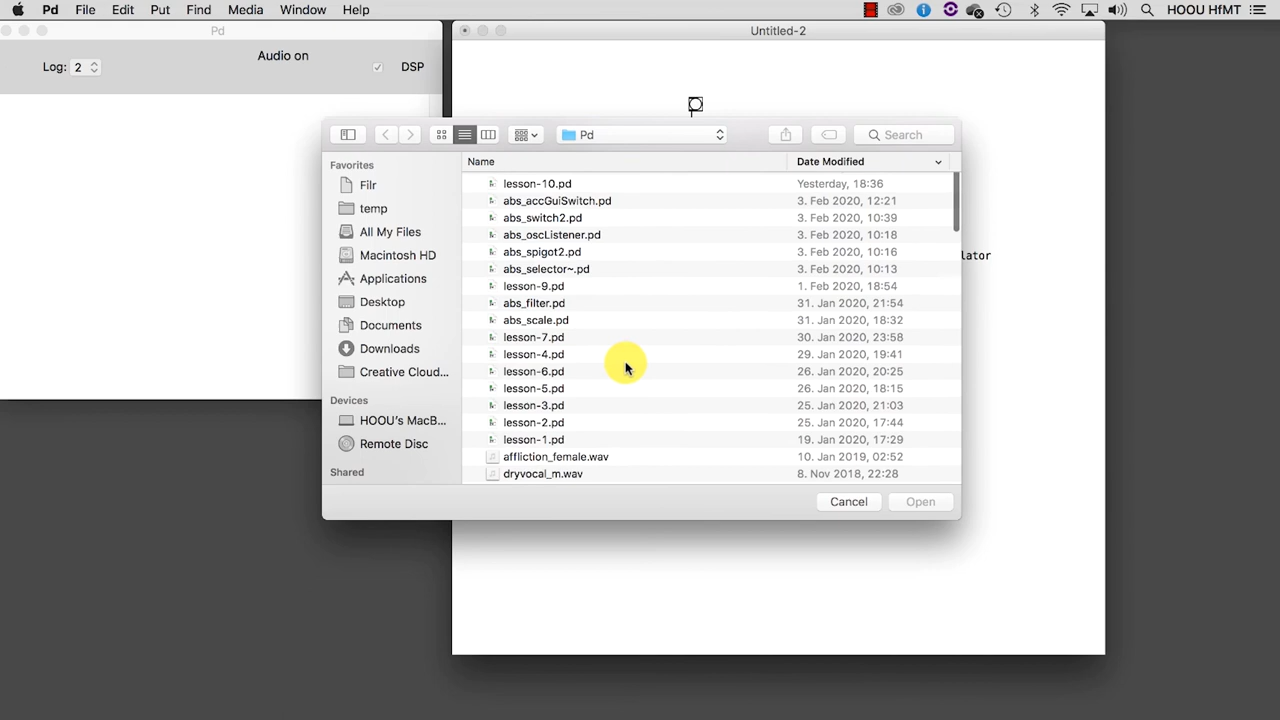 Pd File Edit Put Find Media Window Help HOOU HfMT
Pd
Untitled-2
Log: 2
Audio on
DSP
Pd
Search
Favorites
Filr
temp
All My Files
Macintosh HD
Applications
Desktop
Documents
Downloads
Creative Cloud...
Devices
HOOU's MacB...
Remote Disc
Shared
Name Date Modified
lesson-10.pd Yesterday, 18:36
abs_accGuiSwitch.pd 3. Feb 2020, 12:21
abs_switch2.pd 3. Feb 2020, 10:39
abs_oscListener.pd 3. Feb 2020, 10:18
abs_spigot2.pd 3. Feb 2020, 10:16
abs_selector~.pd 3. Feb 2020, 10:13
lesson-9.pd 1. Feb 2020, 18:54
abs_filter.pd 31. Jan 2020, 21:54
abs_scale.pd 31. Jan 2020, 18:32
lesson-7.pd 30. Jan 2020, 23:58
lesson-4.pd 29. Jan 2020, 19:41
lesson-6.pd 26. Jan 2020, 20:25
lesson-5.pd 26. Jan 2020, 18:15
lesson-3.pd 25. Jan 2020, 21:03
lesson-2.pd 25. Jan 2020, 17:44
lesson-1.pd 19. Jan 2020, 17:29
affliction_female.wav 10. Jan 2019, 02:52
dryvocal_m.wav 8. Nov 2018, 22:28
lator
Cancel Open